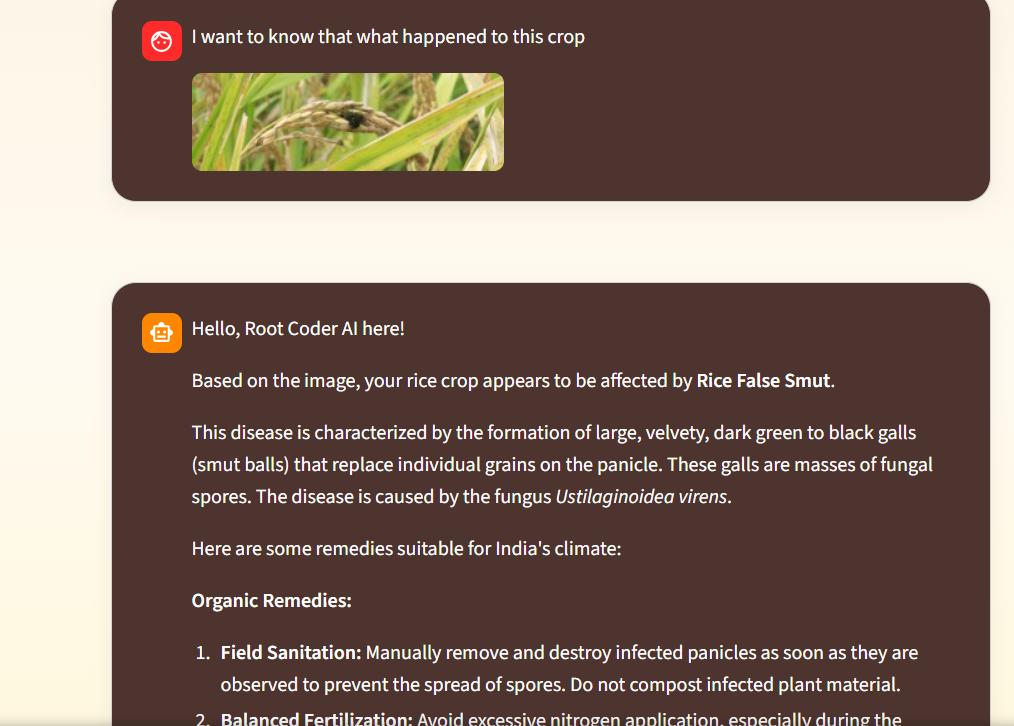 I want to know that what happened to this crop
Hello, Root Coder AI here!
Based on the image, your rice crop appears to be affected by Rice False Smut.
This disease is characterized by the formation of large, velvety, dark green to black galls
(smut balls) that replace individual grains on the panicle. These galls are masses of fungal
spores. The disease is caused by the fungus Ustilaginoidea virens.
Here are some remedies suitable for India's climate:
Organic Remedies:
1. Field Sanitation: Manually remove and destroy infected panicles as soon as they are
observed to prevent the spread of spores. Do not compost infected plant material.
2. Balanced Fertilization: Avoid excessive nitrogen application, especially during the